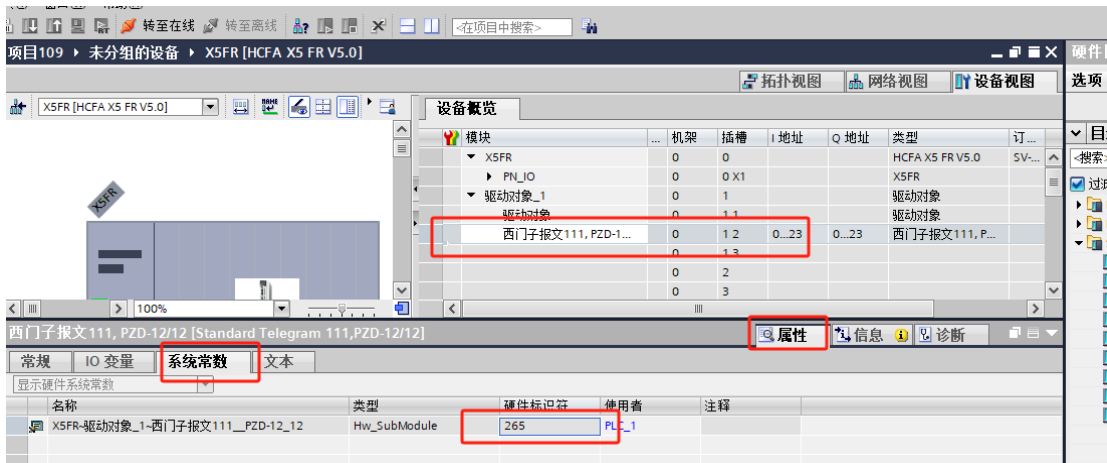 转至在线 转至离线 <在项目中搜索>
项目109 ▸ 未分组的设备 ▸ X5FR [HCFA X5 FR V5.0]
硬件
拓扑视图 网络视图 设备视图
选项
X5FR [HCFA X5 FR V5.0]
设备概览
模块 ... 机架 插槽 I 地址 Q 地址 类型 订...
X5FR 0 0 HCFA X5 FR V5.0 SV-...
PN_IO 0 0 X1 X5FR
驱动对象_1 0 1 驱动对象
驱动对象 0 1 1 驱动对象
西门子报文111, PZD-1... 0 1 2 0...23 0...23 西门子报文111, P...
0 1 3
0 2
0 3
X5FR
100%
<搜索>
西门子报文111, PZD-12/12 [Standard Telegram 111,PZD-12/12]
属性 信息 诊断
常规 IO 变量 系统常数 文本
显示硬件系统常数
名称 类型 硬件标识符 使用者 注释
X5FR~驱动对象_1~西门子报文111__PZD-12_12 Hw_SubModule 265 PLC_1